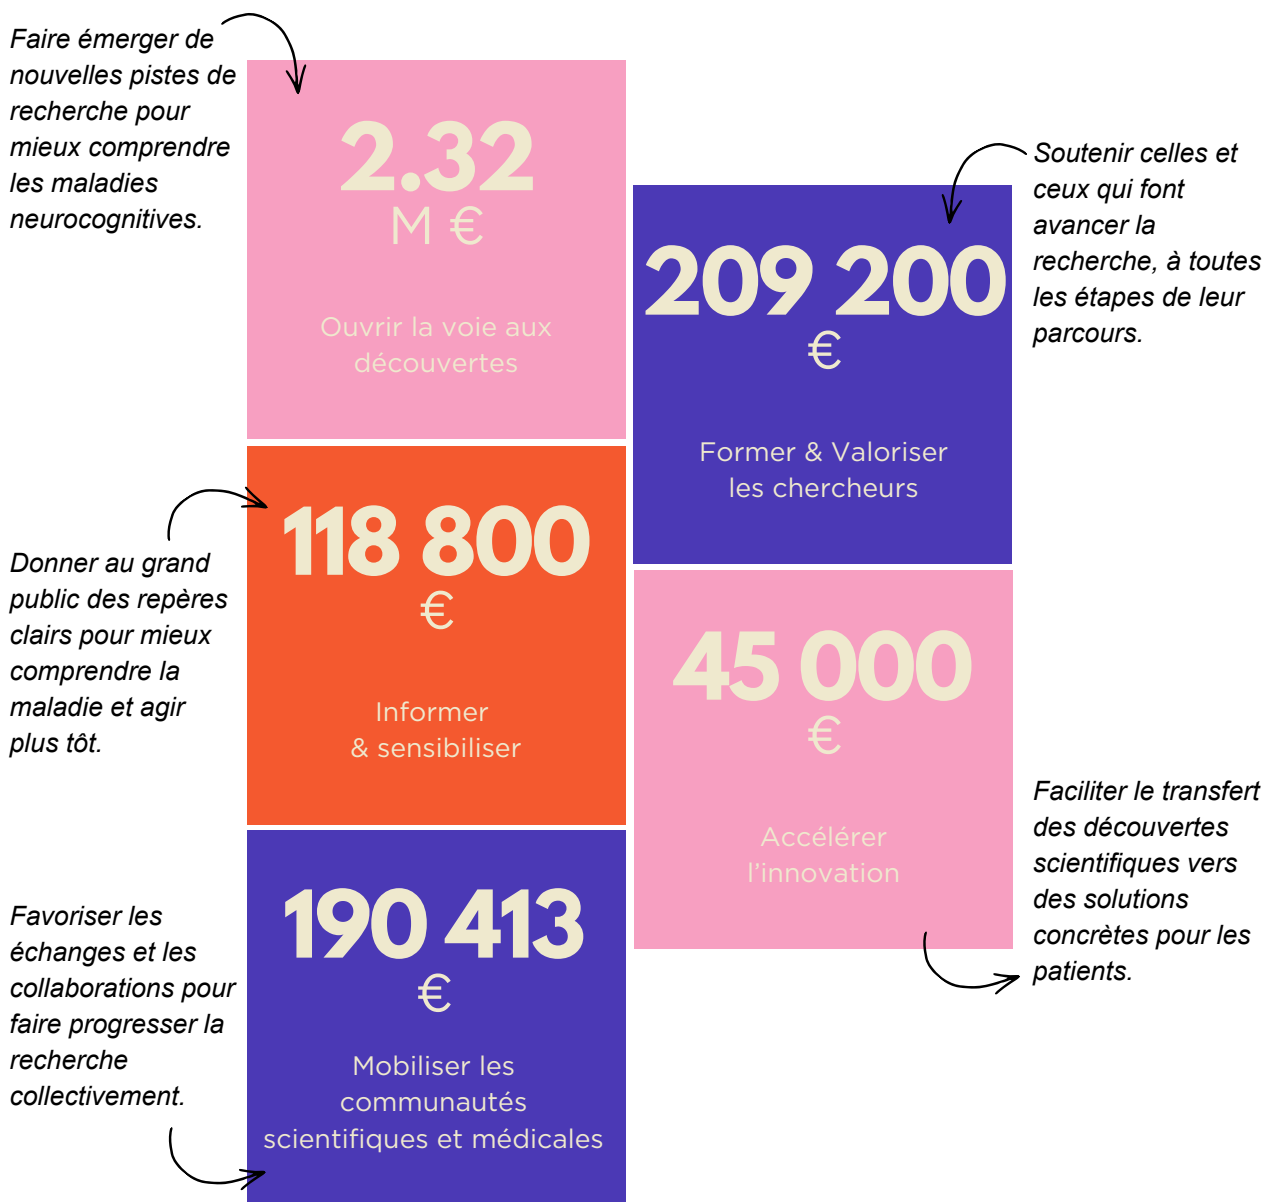 Faire émerger de
nouvelles pistes de
recherche pour
mieux comprendre
les maladies
neurocognitives.
2.32
M €
Ouvrir la voie aux
découvertes
Soutenir celles et
ceux qui font
avancer la
recherche, à toutes
les étapes de leur
parcours.
209 200
€
Former & Valoriser
les chercheurs
Donner au grand
public des repères
clairs pour mieux
comprendre la
maladie et agir
plus tôt.
118 800
€
Informer
& sensibiliser
45 000
€
Accélérer
l'innovation
Faciliter le transfert
des découvertes
scientifiques vers
des solutions
concrètes pour les
patients.
Favoriser les
échanges et les
collaborations pour
faire progresser la
recherche
collectivement.
190 413
€
Mobiliser les
communautés
scientifiques et médicales